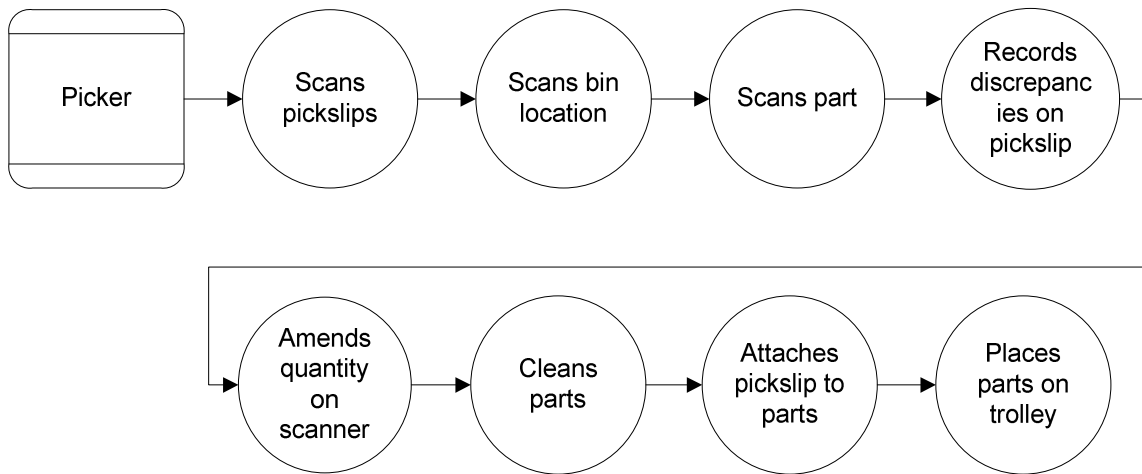 Picker
Scans
pickslips
Scans bin
location
Scans part
Records
discrepanc
ies on
pickslip
Amends
quantity
on
scanner
Cleans
parts
Attaches
pickslip to
parts
Places
parts on
trolley